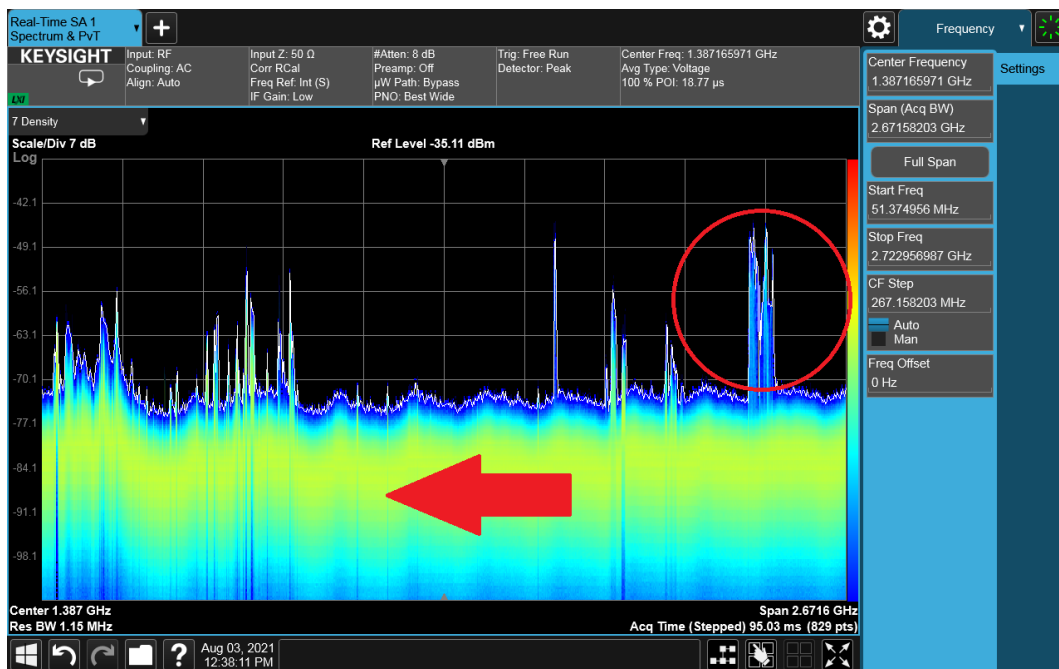 Real-Time SA 1
Spectrum & PvT
Frequency
KEYSIGHT
LXI
Input: RF
Coupling: AC
Align: Auto
Input Z: 50 Ω
Corr RCal
Freq Ref: Int (S)
IF Gain: Low
#Atten: 8 dB
Preamp: Off
µW Path: Bypass
PNO: Best Wide
Trig: Free Run
Detector: Peak
Center Freq: 1.387165971 GHz
Avg Type: Voltage
100 % POI: 18.77 µs
7 Density
Scale/Div 7 dB
Ref Level -35.11 dBm
Log
-42.1
-49.1
-56.1
-63.1
-70.1
-77.1
-84.1
-91.1
-98.1
Center 1.387 GHz
Res BW 1.15 MHz
Span 2.6716 GHz
Acq Time (Stepped) 95.03 ms (829 pts)
Center Frequency
1.387165971 GHz
Settings
Span (Acq BW)
2.67158203 GHz
Full Span
Start Freq
51.374956 MHz
Stop Freq
2.722956987 GHz
CF Step
267.158203 MHz
Auto
Man
Freq Offset
0 Hz
?
Aug 03, 2021
12:38:11 PM